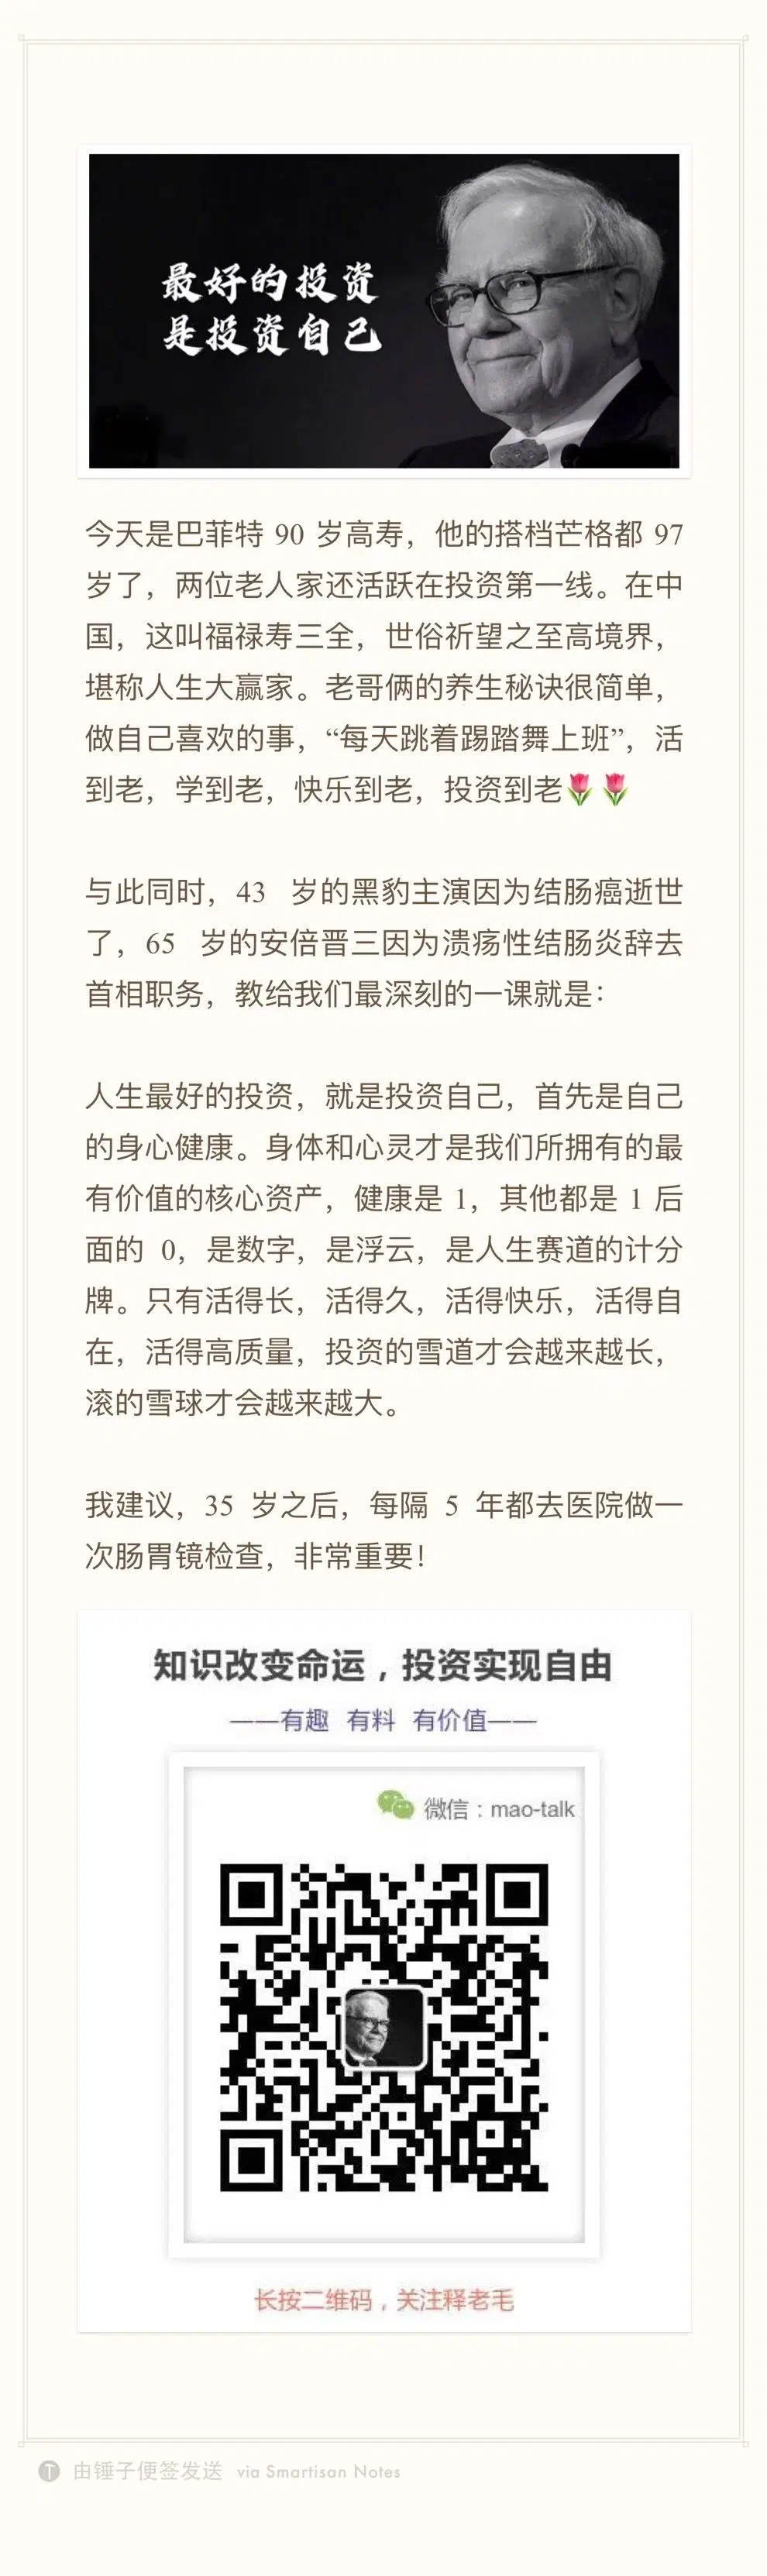 最好的投资
是投资自己
今天是巴菲特 90 岁高寿，他的搭档芒格都 97
岁了，两位老人家还活跃在投资第一线。在中
国，这叫福禄寿三全，世俗祈望之至高境界，
堪称人生大赢家。老哥俩的养生秘诀很简单，
做自己喜欢的事，“每天跳着踢踏舞上班”，活
到老，学到老，快乐到老，投资到老🌷🌷
与此同时，43 岁的黑豹主演因为结肠癌逝世
了，65 岁的安倍晋三因为溃疡性结肠炎辞去
首相职务，教给我们最深刻的一课就是：
人生最好的投资，就是投资自己，首先是自己
的身心健康。身体和心灵才是我们所拥有的最
有价值的核心资产，健康是 1，其他都是 1 后
面的 0，是数字，是浮云，是人生赛道的计分
牌。只有活得长，活得久，活得快乐，活得自
在，活得高质量，投资的雪道才会越来越长，
滚的雪球才会越来越大。
我建议，35 岁之后，每隔 5 年都去医院做一
次肠胃镜检查，非常重要！
知识改变命运，投资实现自由
——有趣 有料 有价值——
微信：mao-talk
长按二维码，关注释老毛
由锤子便签发送 via Smartisan Notes